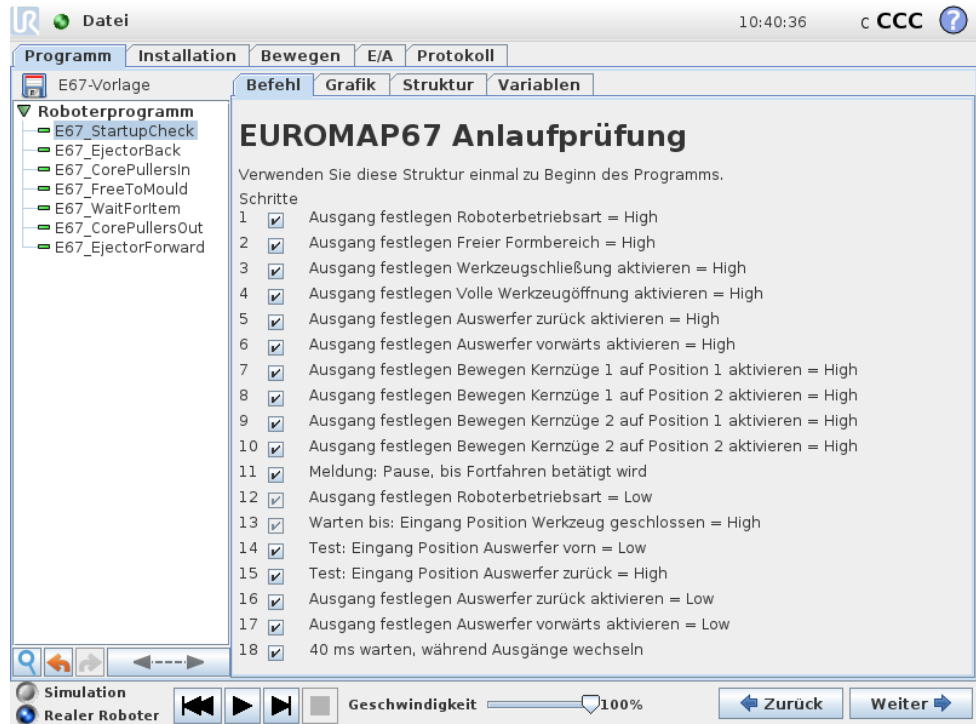 UR Datei 10:40:36 c CCC ?
Programm Installation Bewegen E/A Protokoll
E67-Vorlage
Befehl Grafik Struktur Variablen
Roboterprogramm
E67_StartupCheck
E67_EjectorBack
E67_CorePullersIn
E67_FreeToMould
E67_WaitForItem
E67_CorePullersOut
E67_EjectorForward
EUROMAP67 Anlaufprüfung
Verwenden Sie diese Struktur einmal zu Beginn des Programms.
Schritte
1 Ausgang festlegen Roboterbetriebsart = High
2 Ausgang festlegen Freier Formbereich = High
3 Ausgang festlegen Werkzeugschließung aktivieren = High
4 Ausgang festlegen Volle Werkzeugöffnung aktivieren = High
5 Ausgang festlegen Auswerfer zurück aktivieren = High
6 Ausgang festlegen Auswerfer vorwärts aktivieren = High
7 Ausgang festlegen Bewegen Kernzüge 1 auf Position 1 aktivieren = High
8 Ausgang festlegen Bewegen Kernzüge 1 auf Position 2 aktivieren = High
9 Ausgang festlegen Bewegen Kernzüge 2 auf Position 1 aktivieren = High
10 Ausgang festlegen Bewegen Kernzüge 2 auf Position 2 aktivieren = High
11 Meldung: Pause, bis Fortfahren betätigt wird
12 Ausgang festlegen Roboterbetriebsart = Low
13 Warten bis: Eingang Position Werkzeug geschlossen = High
14 Test: Eingang Position Auswerfer vorn = Low
15 Test: Eingang Position Auswerfer zurück = High
16 Ausgang festlegen Auswerfer zurück aktivieren = Low
17 Ausgang festlegen Auswerfer vorwärts aktivieren = Low
18 40 ms warten, während Ausgänge wechseln
Simulation
Realer Roboter
Geschwindigkeit 100%
Zurück Weiter